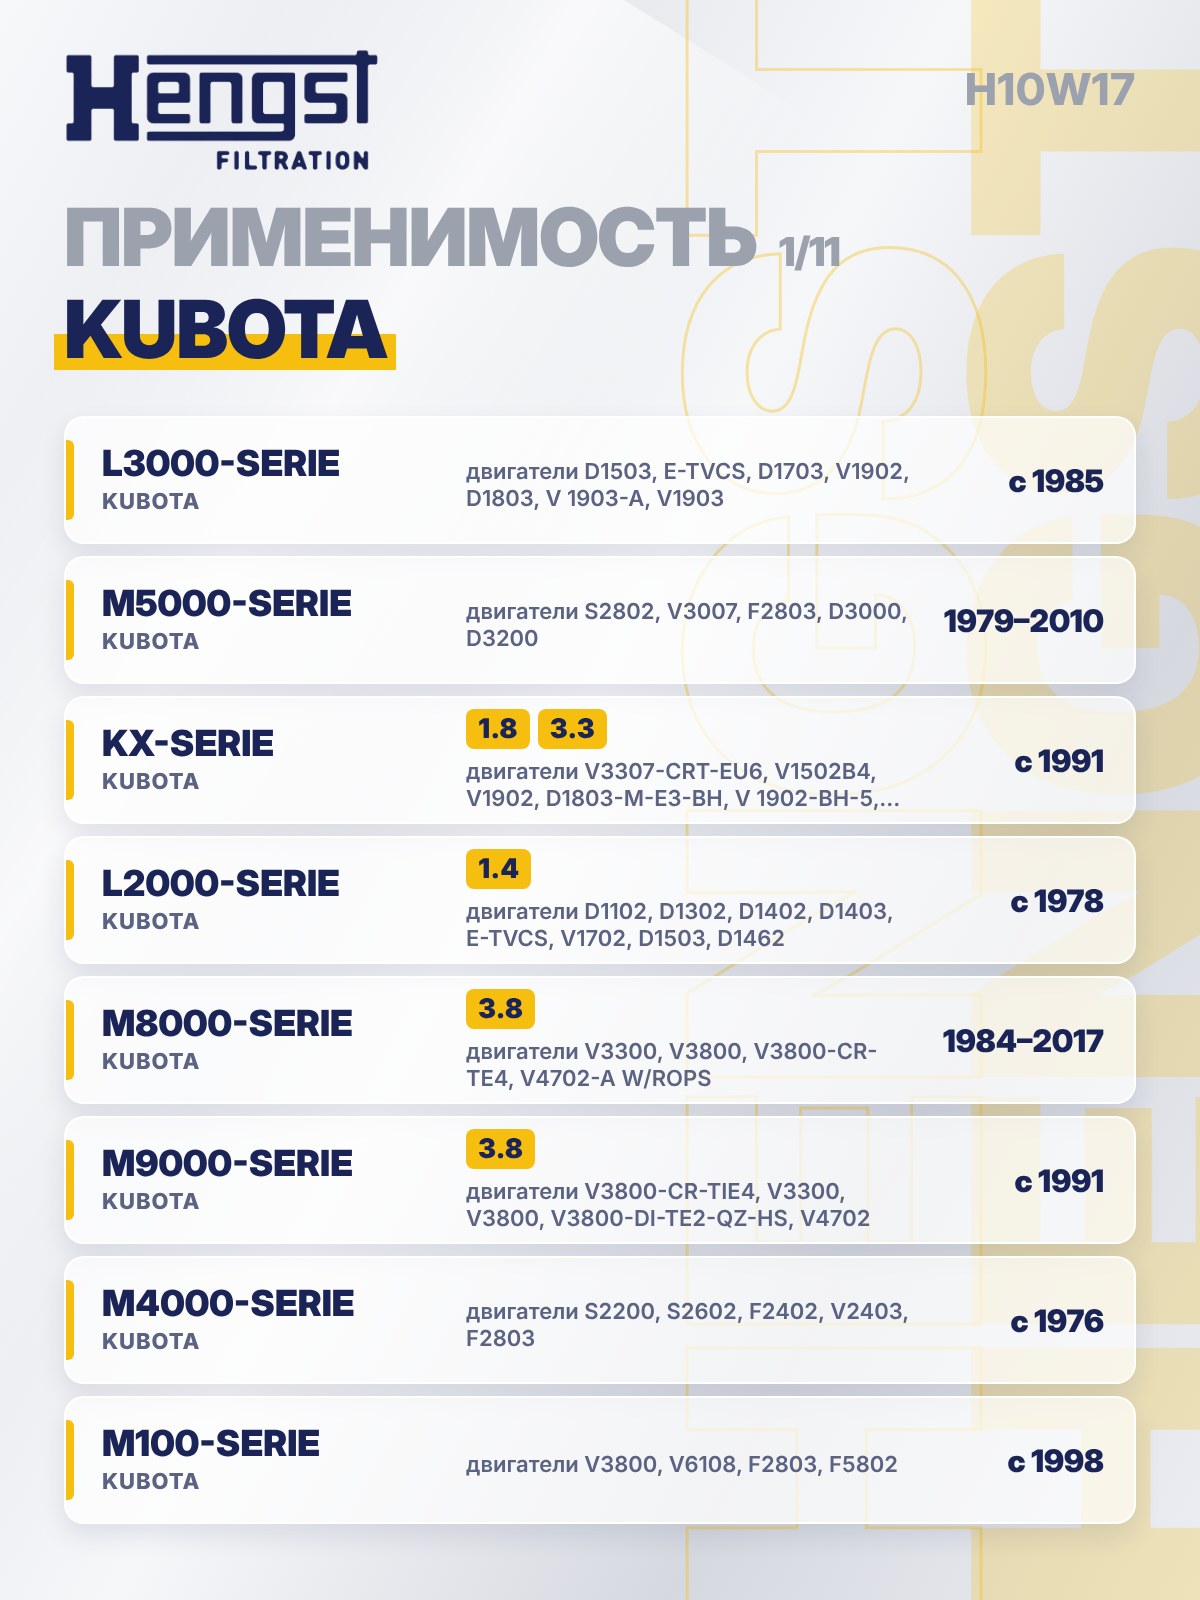 Hengst
FILTRATION
H10W17
ПРИМЕНИМОСТЬ 1/11
KUBOTA
L3000-SERIE
KUBOTA
двигатели D1503, E-TVCS, D1703, V1902,
D1803, V 1903-A, V1903
с 1985
M5000-SERIE
KUBOTA
двигатели S2802, V3007, F2803, D3000,
D3200
1979–2010
KX-SERIE
KUBOTA
1.8 3.3
двигатели V3307-CRT-EU6, V1502B4,
V1902, D1803-M-E3-BH, V 1902-BH-5,...
с 1991
L2000-SERIE
KUBOTA
1.4
двигатели D1102, D1302, D1402, D1403,
E-TVCS, V1702, D1503, D1462
с 1978
M8000-SERIE
KUBOTA
3.8
двигатели V3300, V3800, V3800-CR-
TE4, V4702-A W/ROPS
1984–2017
M9000-SERIE
KUBOTA
3.8
двигатели V3800-CR-TIE4, V3300,
V3800, V3800-DI-TE2-QZ-HS, V4702
с 1991
M4000-SERIE
KUBOTA
двигатели S2200, S2602, F2402, V2403,
F2803
с 1976
M100-SERIE
KUBOTA
двигатели V3800, V6108, F2803, F5802
с 1998
HENGST
HENGST